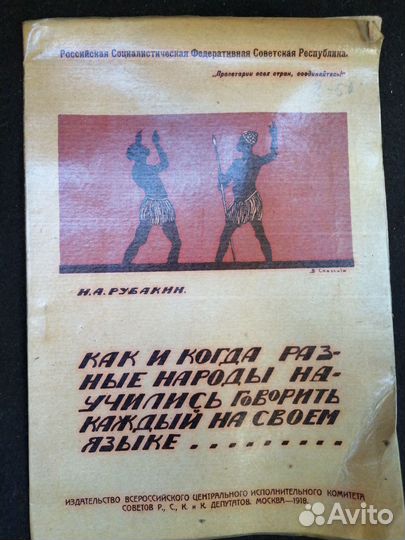 Российская Социалистическая Федеративная Советская Республика.
„Пролетарии всех стран, соединяйтесь!"
Н.А. РУБАКИН.
КАК И КОГДА РАЗ-
НЫЕ НАРОДЫ НА-
УЧИЛИСЬ ГОВОРИТЬ
КАЖДЫЙ НА СВОЕМ
ЯЗЫКE..........
ИЗДАТЕЛЬСТВО ВСЕРОССИЙСКОГО ЦЕНТРАЛЬНОГО ИСПОЛНИТЕЛЬНОГО КОМИТЕТА
СОВЕТОВ Р., С., К. и К. ДЕПУТАТОВ. МОСКВА—1918.
Avito